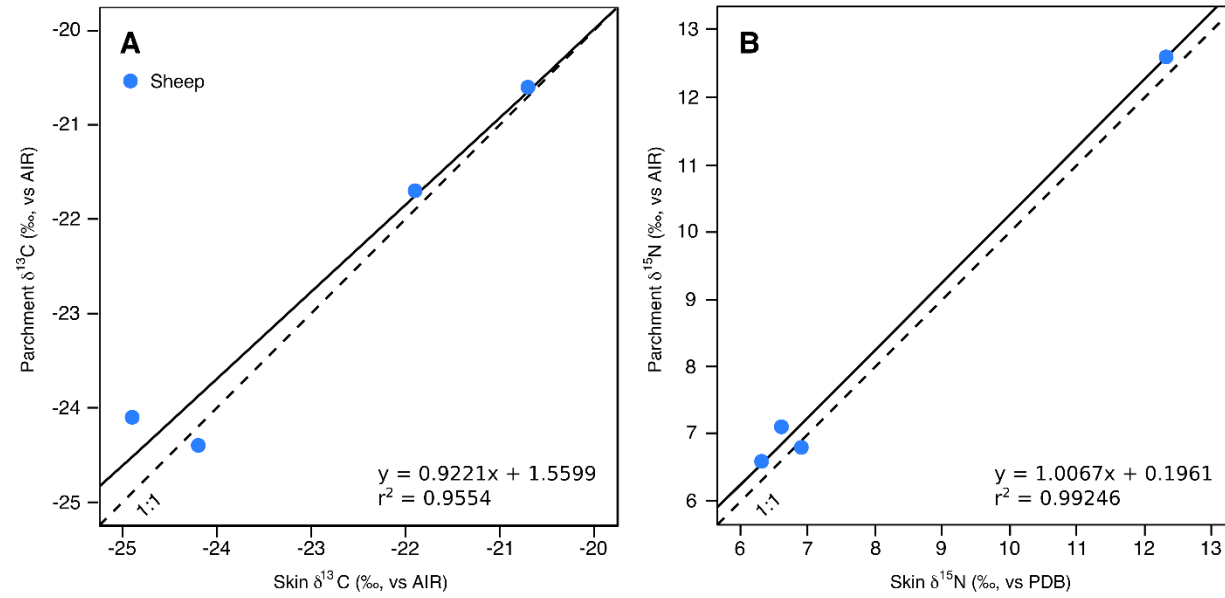 A
Sheep
Parchment δ¹³C (‰, vs AIR)
-20
-21
-22
-23
-24
-25
1:1
y = 0.9221x + 1.5599
r² = 0.9554
-25 -24 -23 -22 -21 -20
Skin δ¹³C (‰, vs AIR)
B
Parchment δ¹⁵N (‰, vs AIR)
13
12
11
10
9
8
7
6
1:1
y = 1.0067x + 0.1961
r² = 0.99246
6 7 8 9 10 11 12 13
Skin δ¹⁵N (‰, vs PDB)